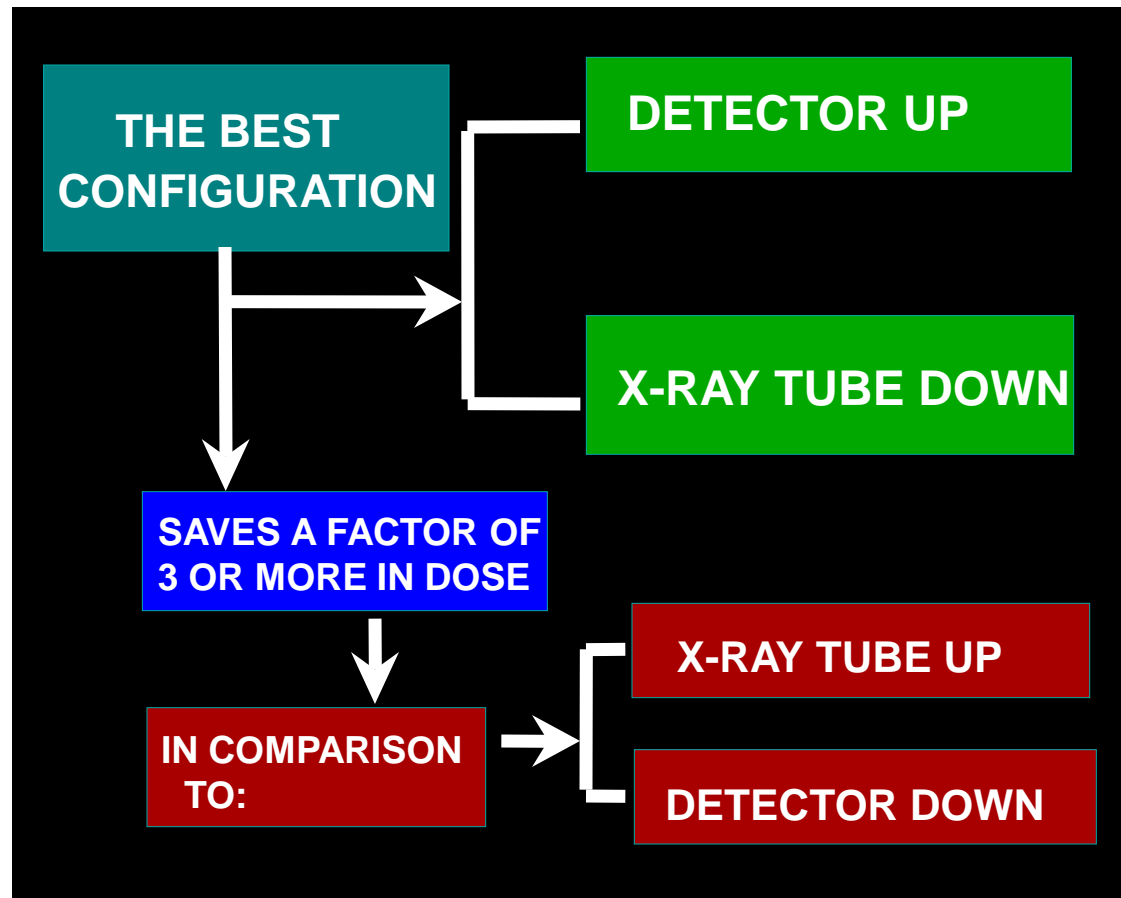 THE BEST
CONFIGURATION
DETECTOR UP
X-RAY TUBE DOWN
SAVES A FACTOR OF
3 OR MORE IN DOSE
IN COMPARISON
TO:
X-RAY TUBE UP
DETECTOR DOWN